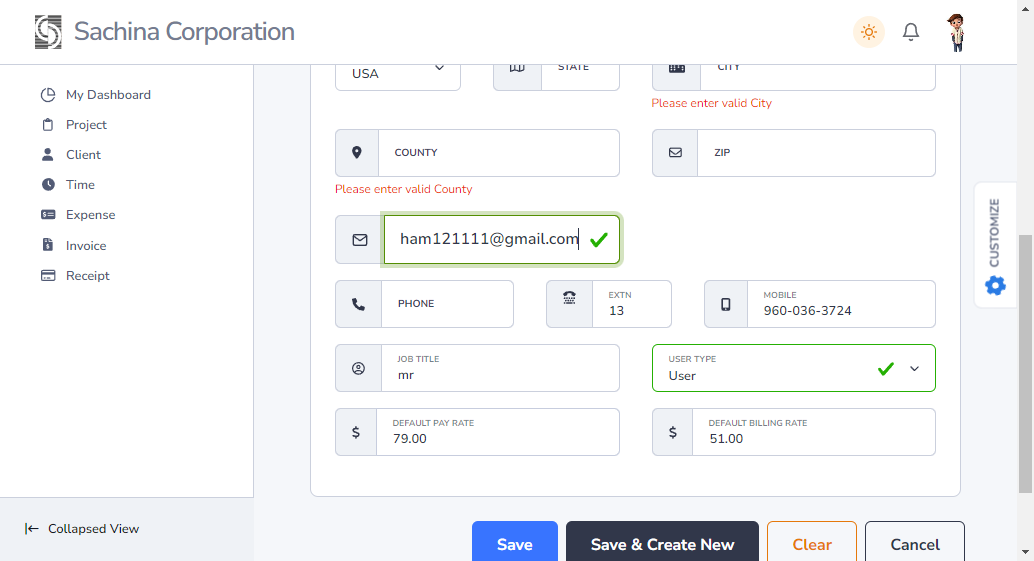 Sachina Corporation
My Dashboard
Project
Client
Time
Expense
Invoice
Receipt
Collapsed View
USA
STATE
CITY
Please enter valid City
COUNTY
ZIP
Please enter valid County
ham121111@gmail.com
PHONE
EXTN
13
MOBILE
960-036-3724
JOB TITLE
mr
USER TYPE
User
DEFAULT PAY RATE
$ 79.00
DEFAULT BILLING RATE
$ 51.00
Save
Save & Create New
Clear
Cancel
CUSTOMIZE